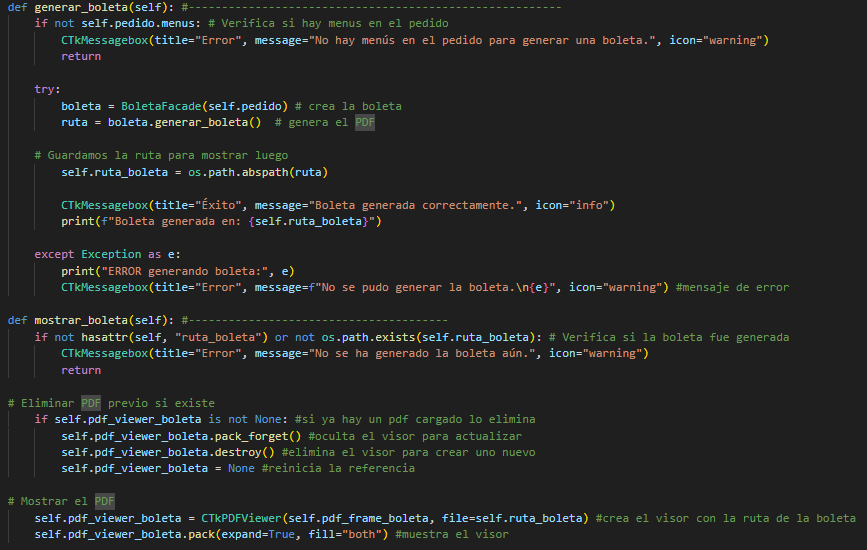 def generar_boleta(self): #--------------------------------------------------------
    if not self.pedido.menus: # Verifica si hay menus en el pedido
        CTkMessagebox(title="Error", message="No hay menús en el pedido para generar una boleta.", icon="warning")
        return

    try:
        boleta = BoletaFacade(self.pedido) # crea la boleta
        ruta = boleta.generar_boleta()  # genera el PDF

    # Guardamos la ruta para mostrar luego
        self.ruta_boleta = os.path.abspath(ruta)

        CTkMessagebox(title="Éxito", message="Boleta generada correctamente.", icon="info")
        print(f"Boleta generada en: {self.ruta_boleta}")

    except Exception as e:
        print("ERROR generando boleta:", e)
        CTkMessagebox(title="Error", message=f"No se pudo generar la boleta.\n{e}", icon="warning") #mensaje de error

def mostrar_boleta(self): #---------------------------------------
    if not hasattr(self, "ruta_boleta") or not os.path.exists(self.ruta_boleta): # Verifica si la boleta fue generada
        CTkMessagebox(title="Error", message="No se ha generado la boleta aún.", icon="warning")
        return

# Eliminar PDF previo si existe
    if self.pdf_viewer_boleta is not None: #si ya hay un pdf cargado lo elimina
        self.pdf_viewer_boleta.pack_forget() #oculta el visor para actualizar
        self.pdf_viewer_boleta.destroy() #elimina el visor para crear uno nuevo
        self.pdf_viewer_boleta = None #reinicia la referencia

# Mostrar el PDF
    self.pdf_viewer_boleta = CTkPDFViewer(self.pdf_frame_boleta, file=self.ruta_boleta) #crea el visor con la ruta de la boleta
    self.pdf_viewer_boleta.pack(expand=True, fill="both") #muestra el visor